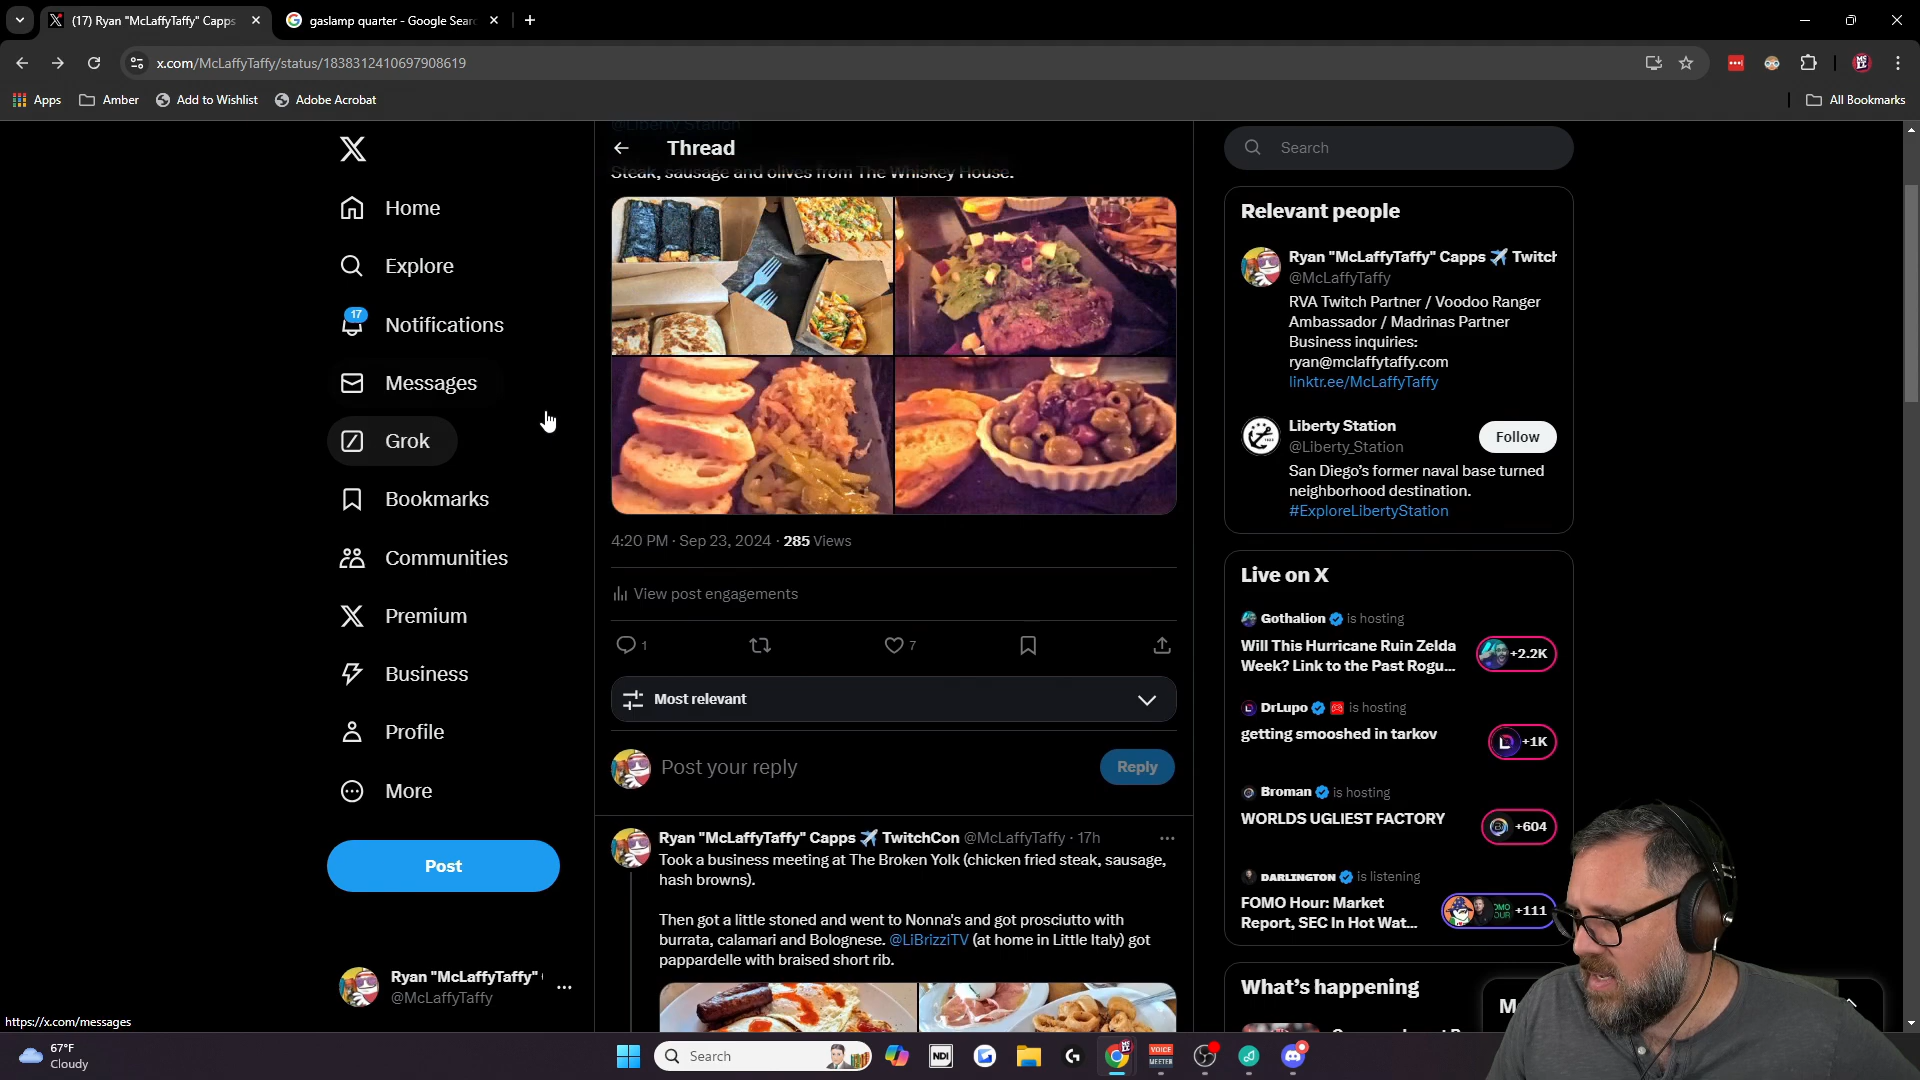 (17) Ryan "McLaffyTaffy" Capps
gaslamp quarter - Google Sear
x.com/McLaffyTaffy/status/1838312410697908619
Apps
Amber
Add to Wishlist
Adobe Acrobat
All Bookmarks
Home
Explore
17
Notifications
Messages
Grok
Bookmarks
Communities
Premium
Business
Profile
More
Post
Ryan "McLaffyTaffy"
@McLaffyTaffy
https://x.com/messages
@Liberty_Station
Thread
Steak, sausage and olives from The Whiskey House.
4:20 PM · Sep 23, 2024 · 285 Views
View post engagements
1
7
Most relevant
Post your reply
Reply
Ryan "McLaffyTaffy" Capps ✈️ TwitchCon @McLaffyTaffy · 17h
Took a business meeting at The Broken Yolk (chicken fried steak, sausage,
hash browns).
Then got a little stoned and went to Nonna's and got prosciutto with
burrata, calamari and Bolognese. @LiBrizziTV (at home in Little Italy) got
pappardelle with braised short rib.
Search
Relevant people
Ryan "McLaffyTaffy" Capps ✈️ Twitch
@McLaffyTaffy
RVA Twitch Partner / Voodoo Ranger
Ambassador / Madrinas Partner
Business inquiries:
ryan@mclaffytaffy.com
linktr.ee/McLaffyTaffy
Liberty Station
@Liberty_Station
Follow
San Diego's former naval base turned
neighborhood destination.
#ExploreLibertyStation
Live on X
Gothalion is hosting
Will This Hurricane Ruin Zelda
Week? Link to the Past Rogu...
+2.2K
DrLupo is hosting
getting smooshed in tarkov
+1K
Broman is hosting
WORLDS UGLIEST FACTORY
+604
DARLINGTON is listening
FOMO Hour: Market
Report, SEC In Hot Wat...
+111
What's happening
M
67°F
Cloudy
Search
NDI
VOICE
MEETER